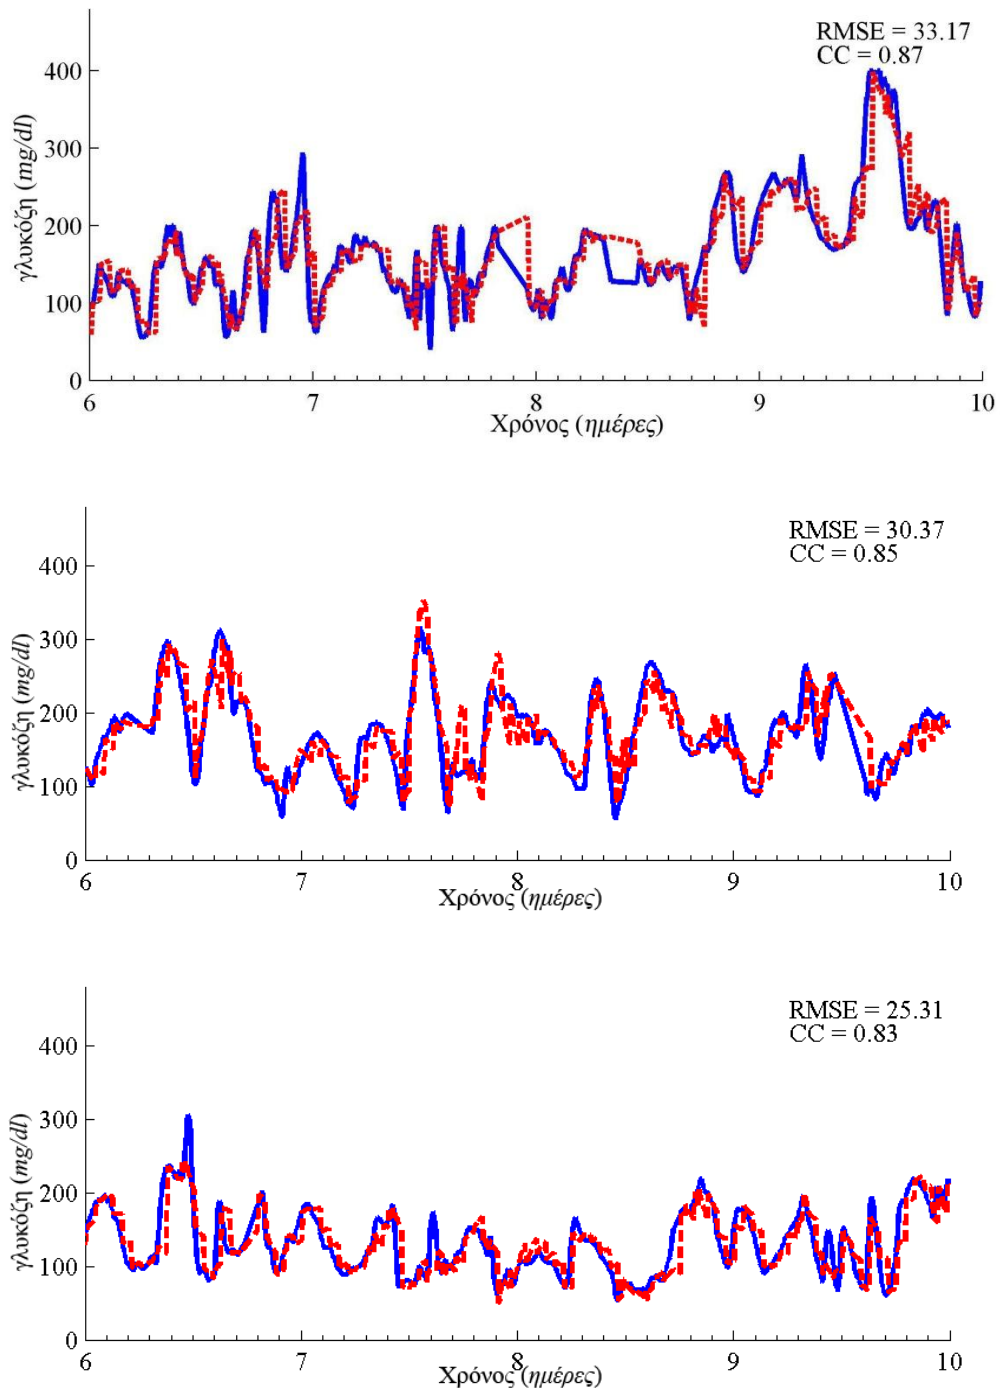 RMSE = 33.17
CC = 0.87
γλυκόζη (mg/dl)
400
300
200
100
0
6 7 8 9 10
Χρόνος (ημέρες)
RMSE = 30.37
CC = 0.85
γλυκόζη (mg/dl)
400
300
200
100
0
6 7 8 9 10
Χρόνος (ημέρες)
RMSE = 25.31
CC = 0.83
γλυκόζη (mg/dl)
400
300
200
100
0
6 7 8 9 10
Χρόνος (ημέρες)